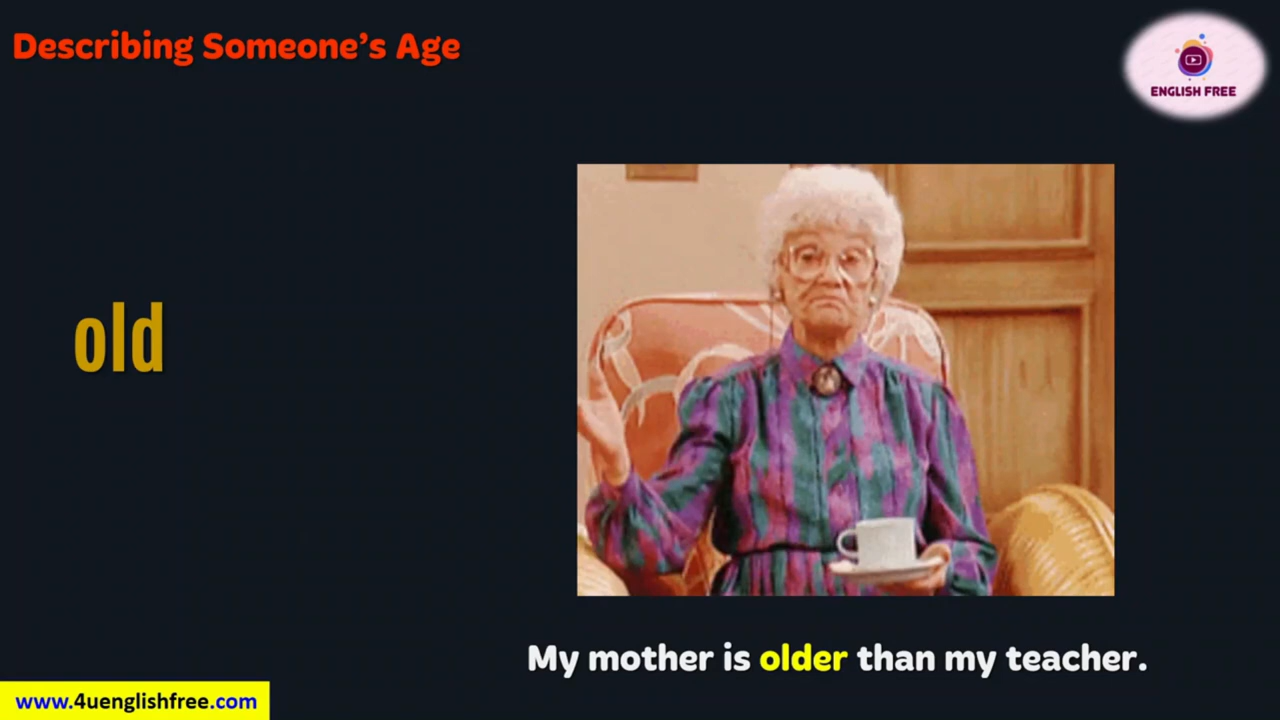 Describing Someone's Age
ENGLISH FREE
old
My mother is older than my teacher.
www.4uenglishfree.com